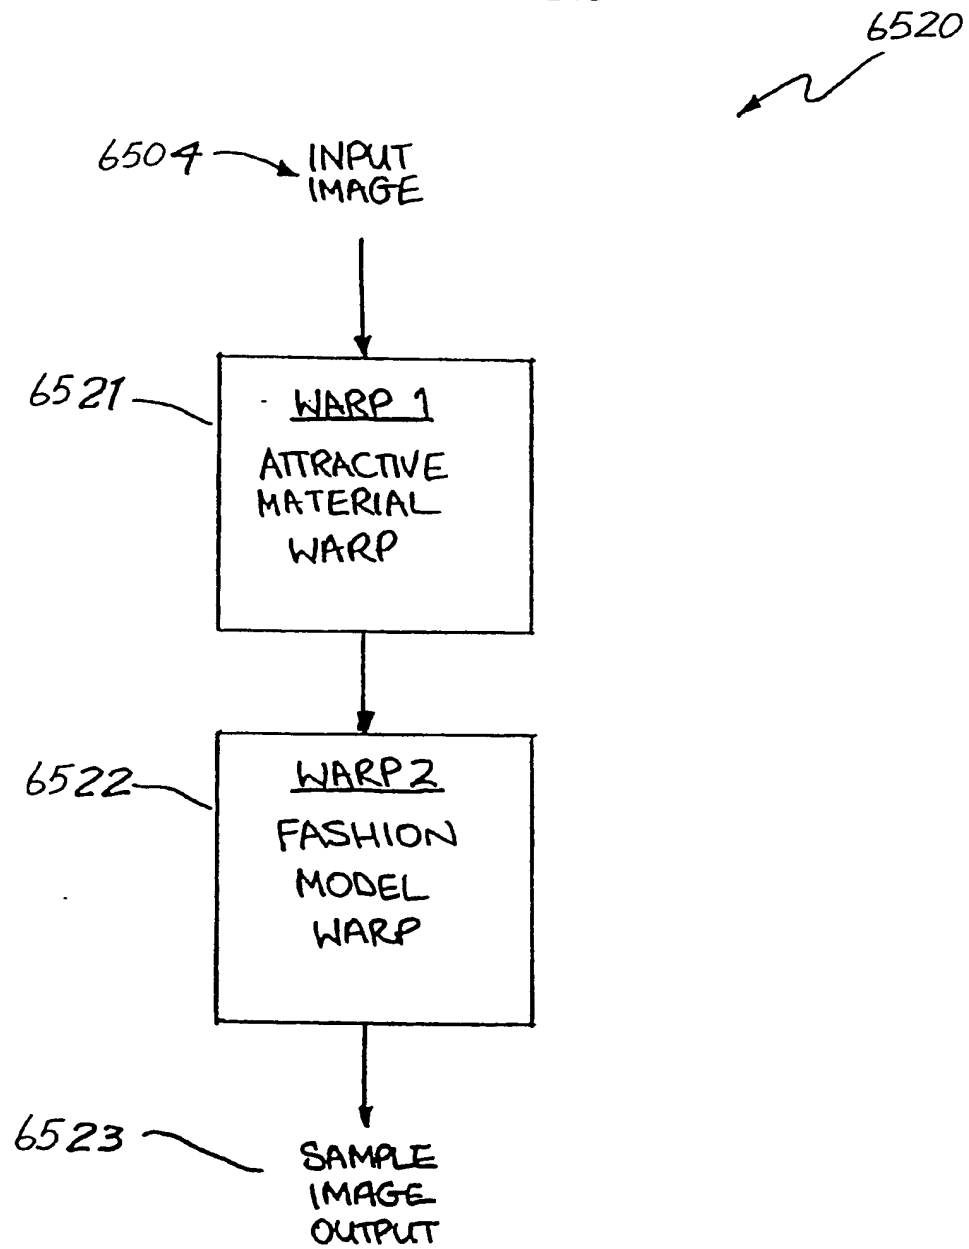 6520
6504
INPUT
IMAGE
6521
WARP 1
ATTRACTIVE
MATERIAL
WARP
6522
WARP 2
FASHION
MODEL
WARP
6523
SAMPLE
IMAGE
OUTPUT